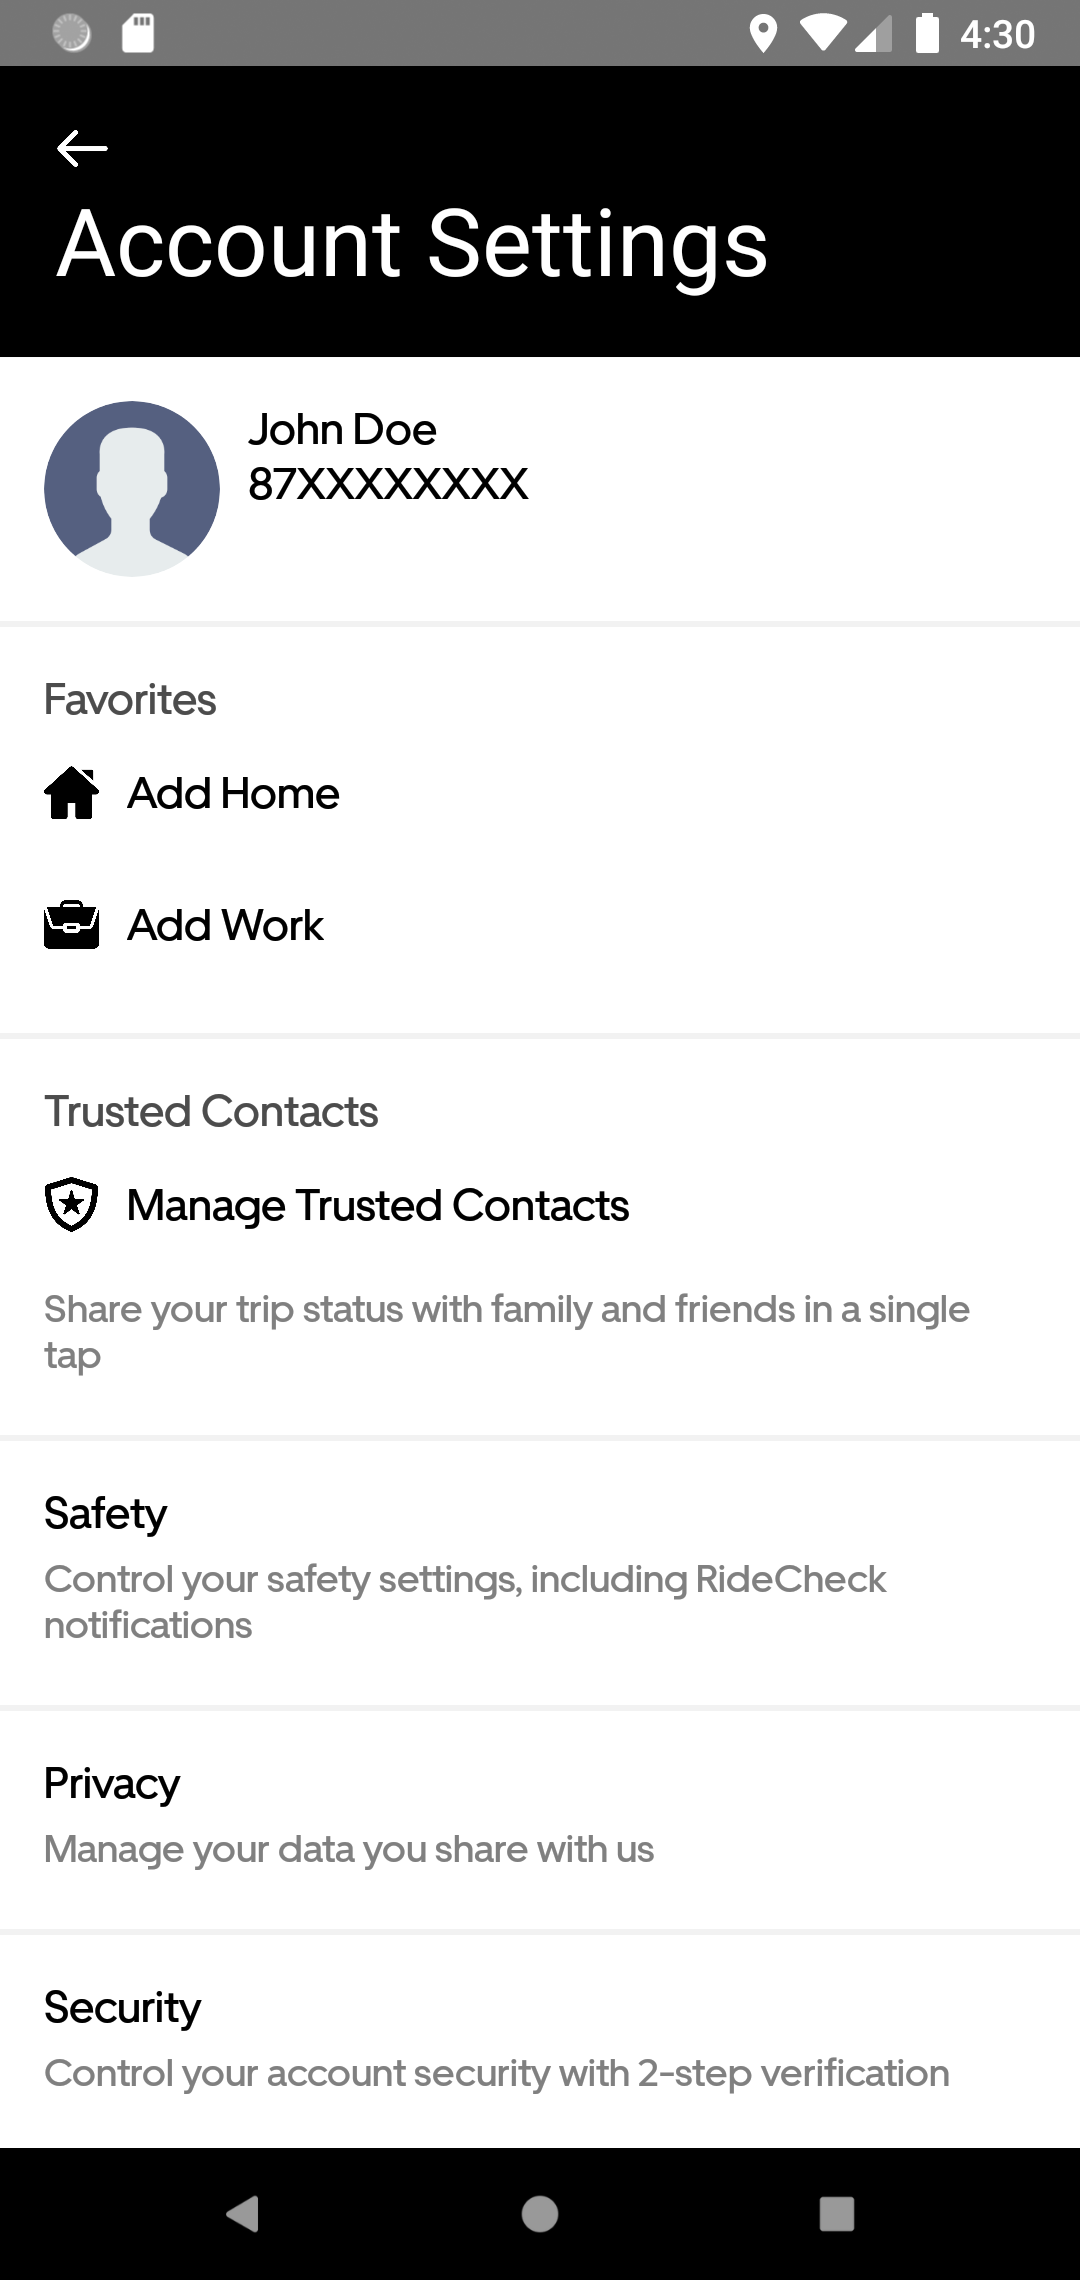 4:30
Account Settings
John Doe
87XXXXXXXX
Favorites
Add Home
Add Work
Trusted Contacts
Manage Trusted Contacts
Share your trip status with family and friends in a single
tap
Safety
Control your safety settings, including RideCheck
notifications
Privacy
Manage your data you share with us
Security
Control your account security with 2-step verification